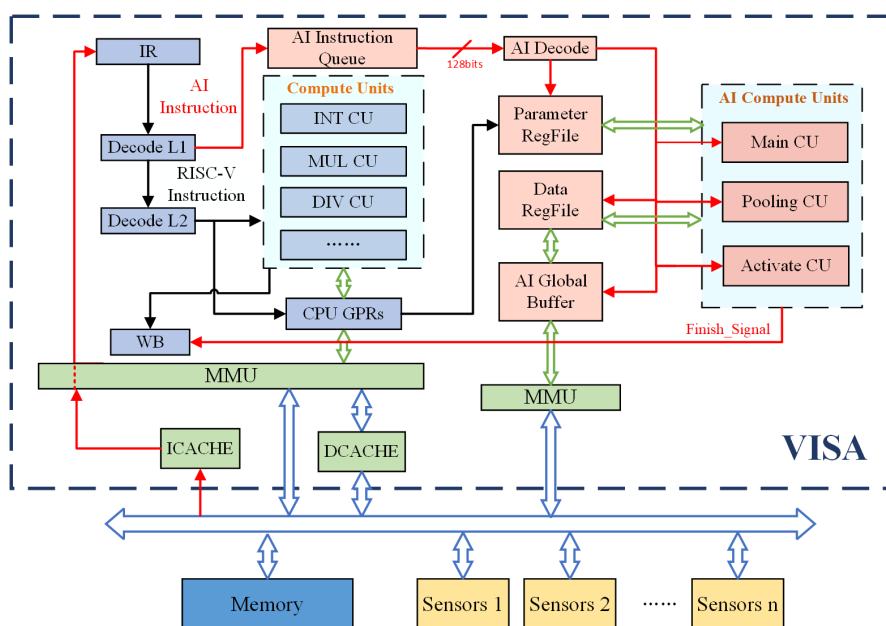 IR
AI Instruction
Queue
128bits
AI Decode
AI
Instruction
Compute Units
AI Compute Units
INT CU
Parameter
RegFile
Main CU
Decode L1
MUL CU
RISC-V
Instruction
DIV CU
Data
RegFile
Pooling CU
Decode L2
......
AI Global
Buffer
Activate CU
CPU GPRs
WB
Finish_Signal
MMU
MMU
ICACHE
DCACHE
VISA
Memory
Sensors 1
Sensors 2
......
Sensors n